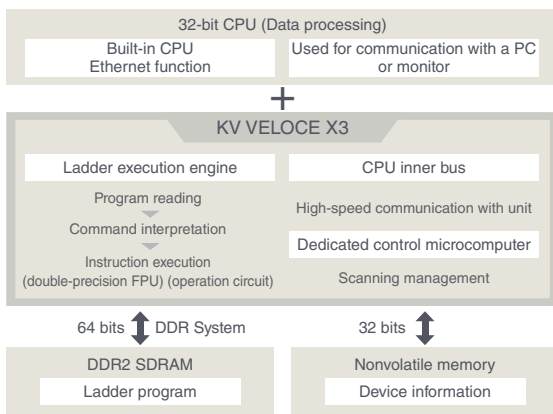 32-bit CPU (Data processing)
Built-in CPU
Ethernet function
Used for communication with a PC
or monitor
+
KV VELOCE X3
Ladder execution engine
Program reading
Command interpretation
Instruction execution
(double-precision FPU) (operation circuit)
CPU inner bus
High-speed communication with unit
Dedicated control microcomputer
Scanning management
64 bits DDR System
32 bits
DDR2 SDRAM
Ladder program
Nonvolatile memory
Device information